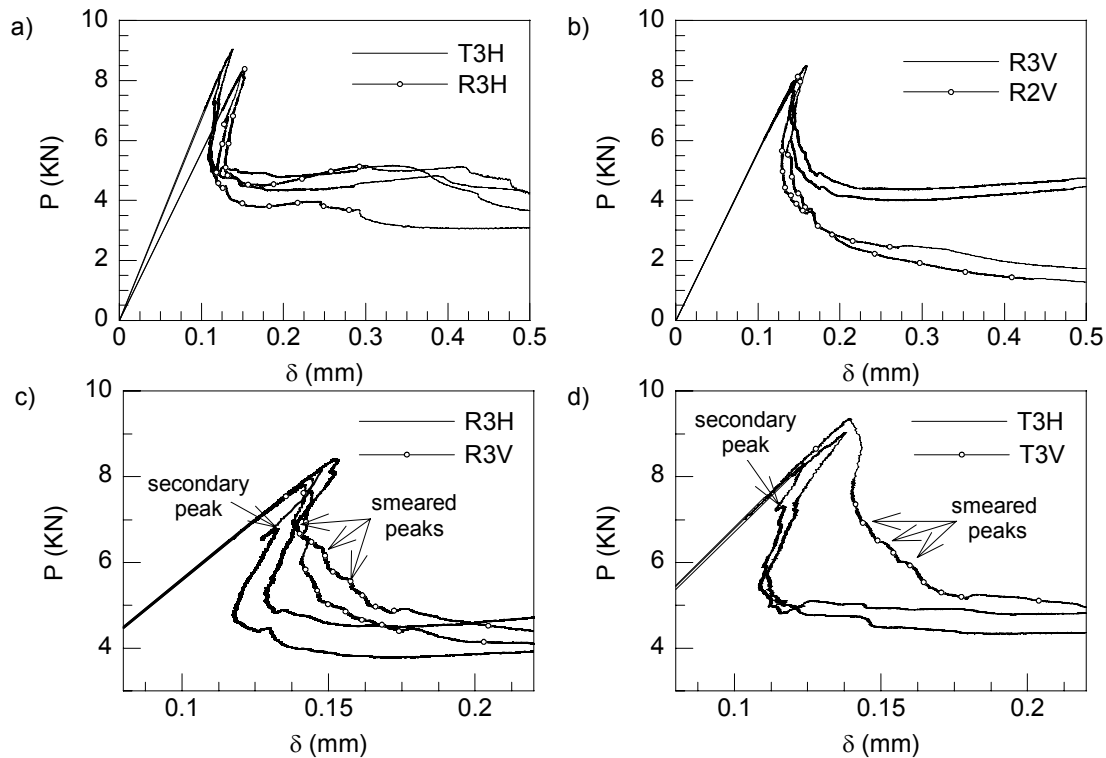 a)
10
8
6
4
2
0
P (KN)
T3H
R3H
0 0.1 0.2 0.3 0.4 0.5
δ (mm)
b)
10
8
6
4
2
0
P (KN)
R3V
R2V
0 0.1 0.2 0.3 0.4 0.5
δ (mm)
c)
10
8
6
4
P (KN)
R3H
R3V
secondary
peak
smeared
peaks
0.1 0.15 0.2
δ (mm)
d)
10
8
6
4
P (KN)
T3H
T3V
secondary
peak
smeared
peaks
0.1 0.15 0.2
δ (mm)